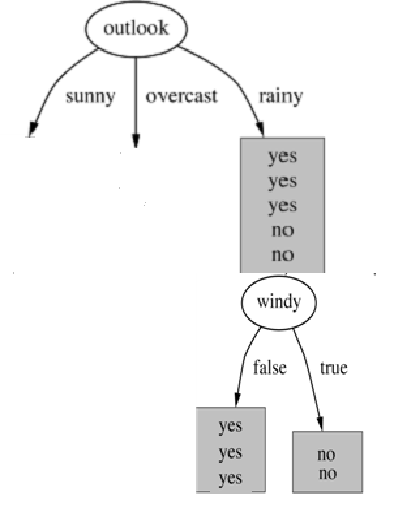 outlook
sunny overcast rainy
yes
yes
yes
no
no
windy
false true
yes
yes
yes
no
no